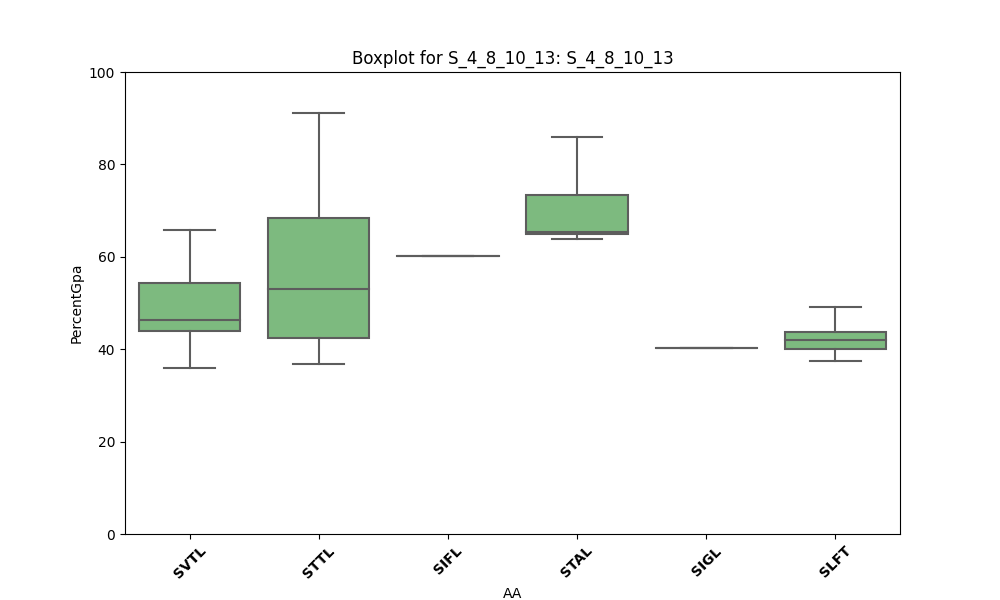 Boxplot for S_4_8_10_13: S_4_8_10_13
PercentGpa
100
80
60
40
20
0
SVTL
STTL
SIFL
STAL
SIGL
SLFT
AA